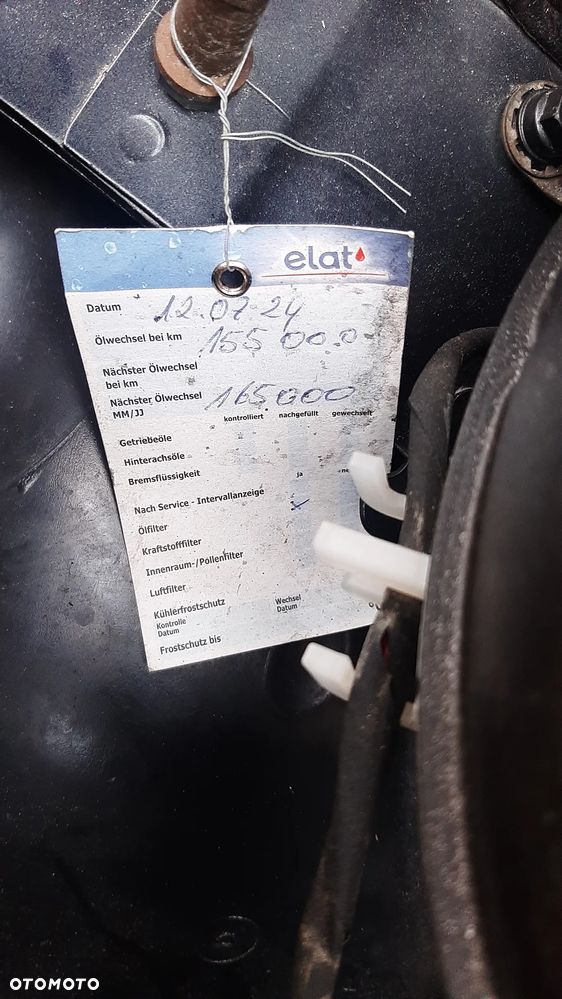 elat
Datum 12.07.24
Ölwechsel bei km 155 00.0
Nächster Ölwechsel
bei km
Nächster Ölwechsel 165000
MM/JJ
kontrolliert nachgefüllt gewechselt
Getriebeöle
Hinterachsöle
Bremsflüssigkeit
ja ne
Nach Service - Intervallanzeige
Ölfilter
Kraftstofffilter
Innenraum-/Pollenfilter
Luftfilter
Kühlerfrostschutz
Kontrolle
Datum
Wechsel
Datum
Frostschutz bis
OTOMOTO